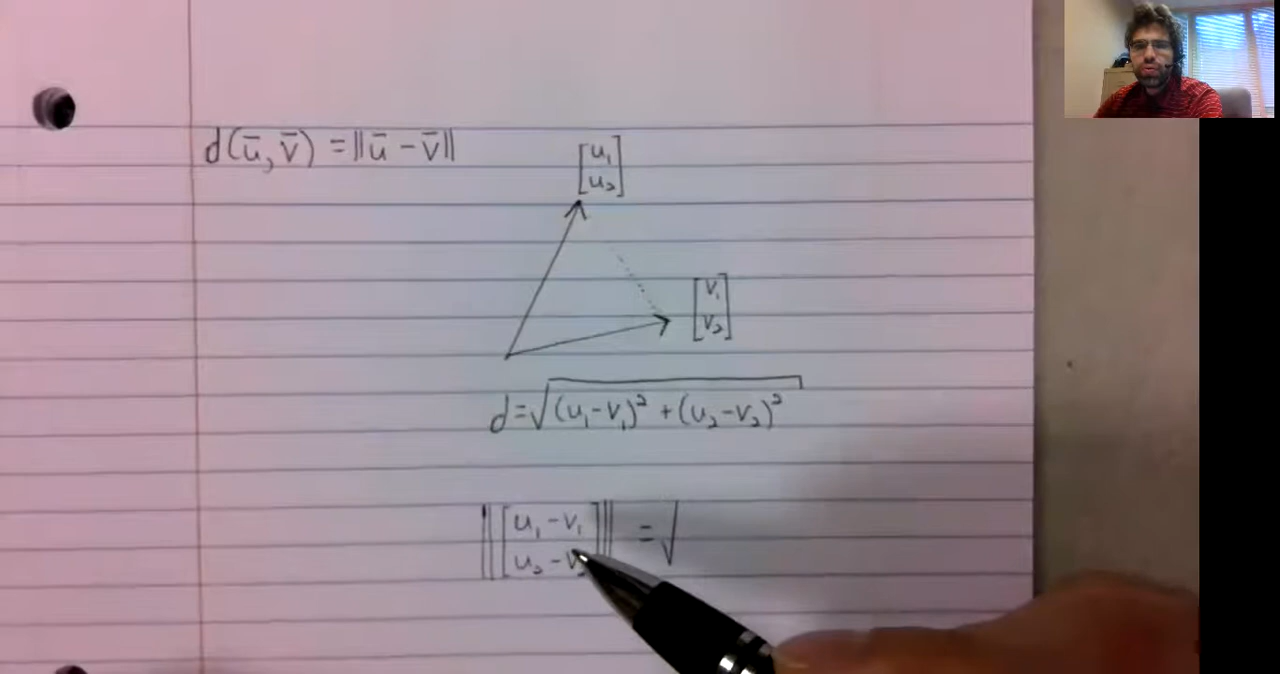 d(ū, v̄) = ||ū - v̄||
[u₁
u₂]
[v₁
v₂]
d = √((u₁-v₁)² + (u₂-v₂)²)
||[u₁ - v₁
u₂ - v₂]|| = √